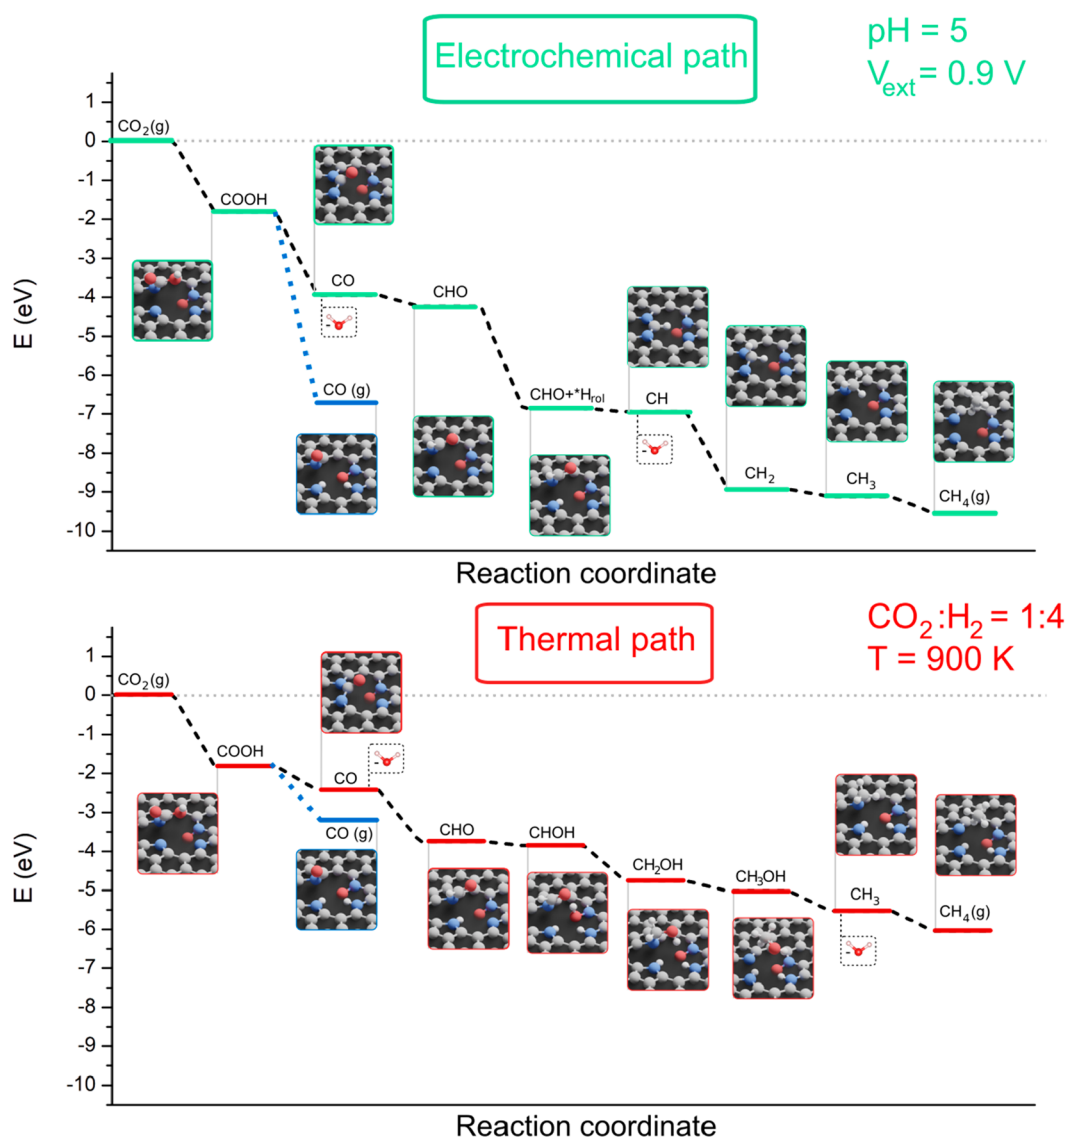 Electrochemical path
pH = 5
Vext = 0.9 V
E (eV)
1
0
-1
-2
-3
-4
-5
-6
-7
-8
-9
-10
CO2(g)
COOH
CO
-
CO (g)
CHO
CHO+*Hrol
CH
-
CH2
CH3
CH4(g)
Reaction coordinate
Thermal path
CO2:H2 = 1:4
T = 900 K
E (eV)
1
0
-1
-2
-3
-4
-5
-6
-7
-8
-9
-10
CO2(g)
COOH
CO
-
CO (g)
CHO
CHOH
CH2OH
CH3OH
CH3
-
CH4(g)
Reaction coordinate